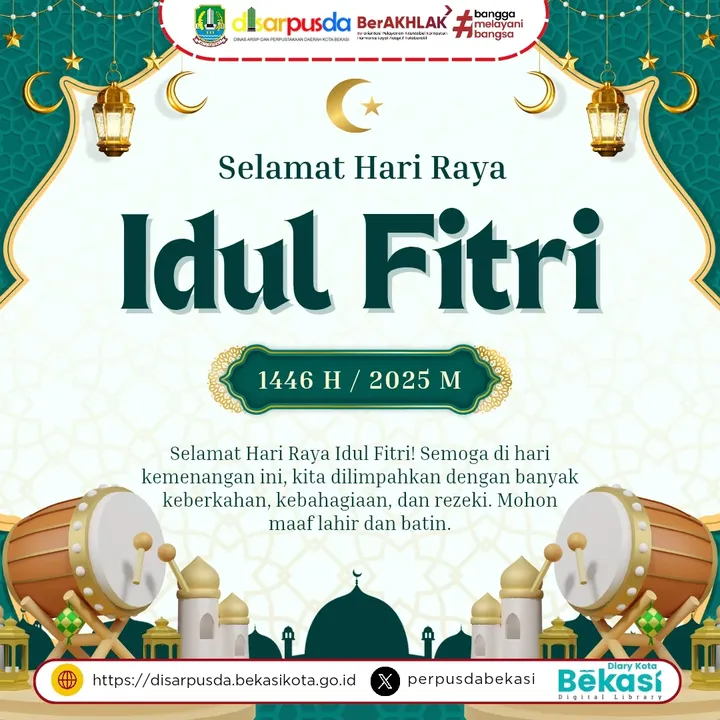 disarpusda
DINAS ARSIP DAN PERPUSTAKAAN DAERAH KOTA BEKASI
BerAKHLAK
#bangga
melayani
bangsa
Selamat Hari Raya
Idul Fitri
1446 H / 2025 M
Selamat Hari Raya Idul Fitri! Semoga di hari
kemenangan ini, kita dilimpahkan dengan banyak
keberkahan, kebahagiaan, dan rezeki. Mohon
maaf lahir dan batin.
https://disarpusda.bekasikota.go.id
perpusdabekasi
Diary Kota
Bekasi
Digital Library